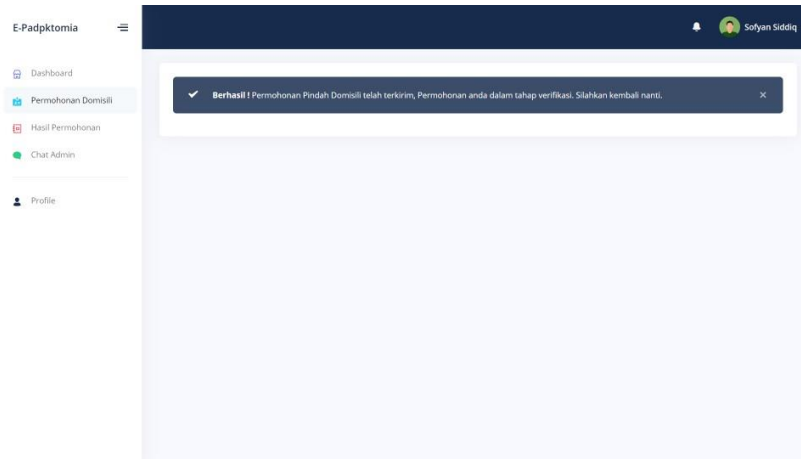 E-Padpktomia
Sofyan Siddiq
Dashboard
Permohonan Domisili
Hasil Permohonan
Chat Admin
Profile
Berhasil ! Permohonan Pindah Domisili telah terkirim, Permohonan anda dalam tahap verifikasi. Silahkan kembali nanti.